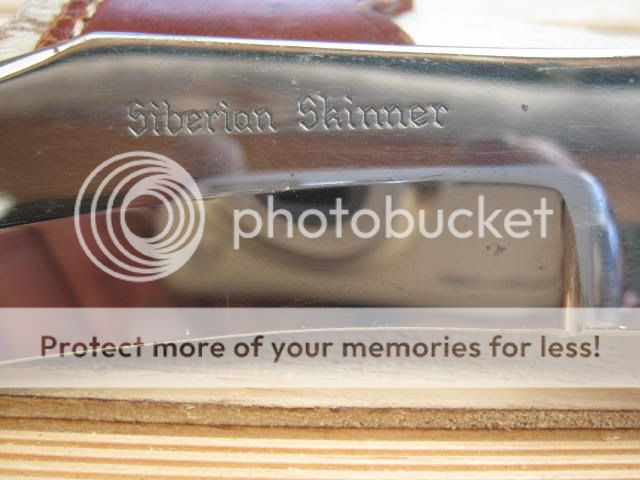 Siberian Skinner
photobucket
Protect more of your memories for less!